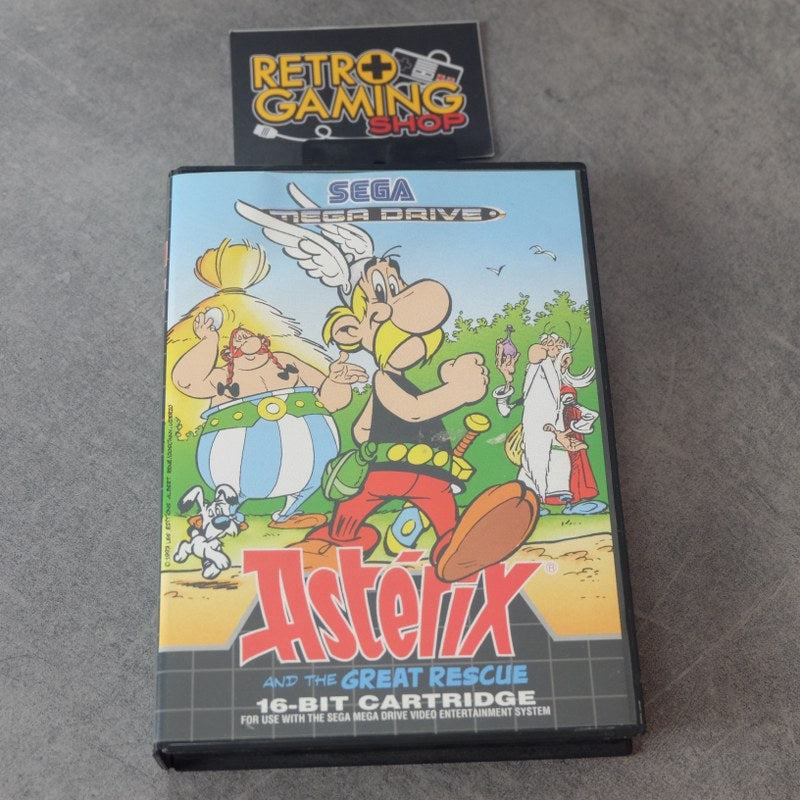 RETRO
GAMING
SHOP
SEGA
MEGA DRIVE
Astérix®
AND THE GREAT RESCUE
16-BIT CARTRIDGE
FOR USE WITH THE SEGA MEGA DRIVE VIDEO ENTERTAINMENT SYSTEM